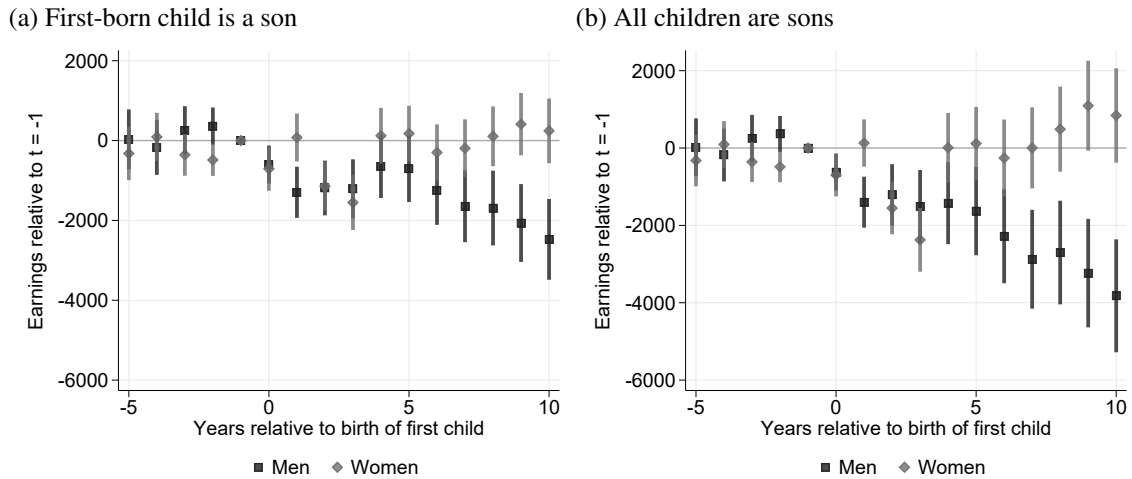 (a) First-born child is a son
(b) All children are sons
2000
0
-2000
-4000
-6000
Earnings relative to t = -1
-5
0
5
10
Years relative to birth of first child
Men
Women
2000
0
-2000
-4000
-6000
Earnings relative to t = -1
-5
0
5
10
Years relative to birth of first child
Men
Women